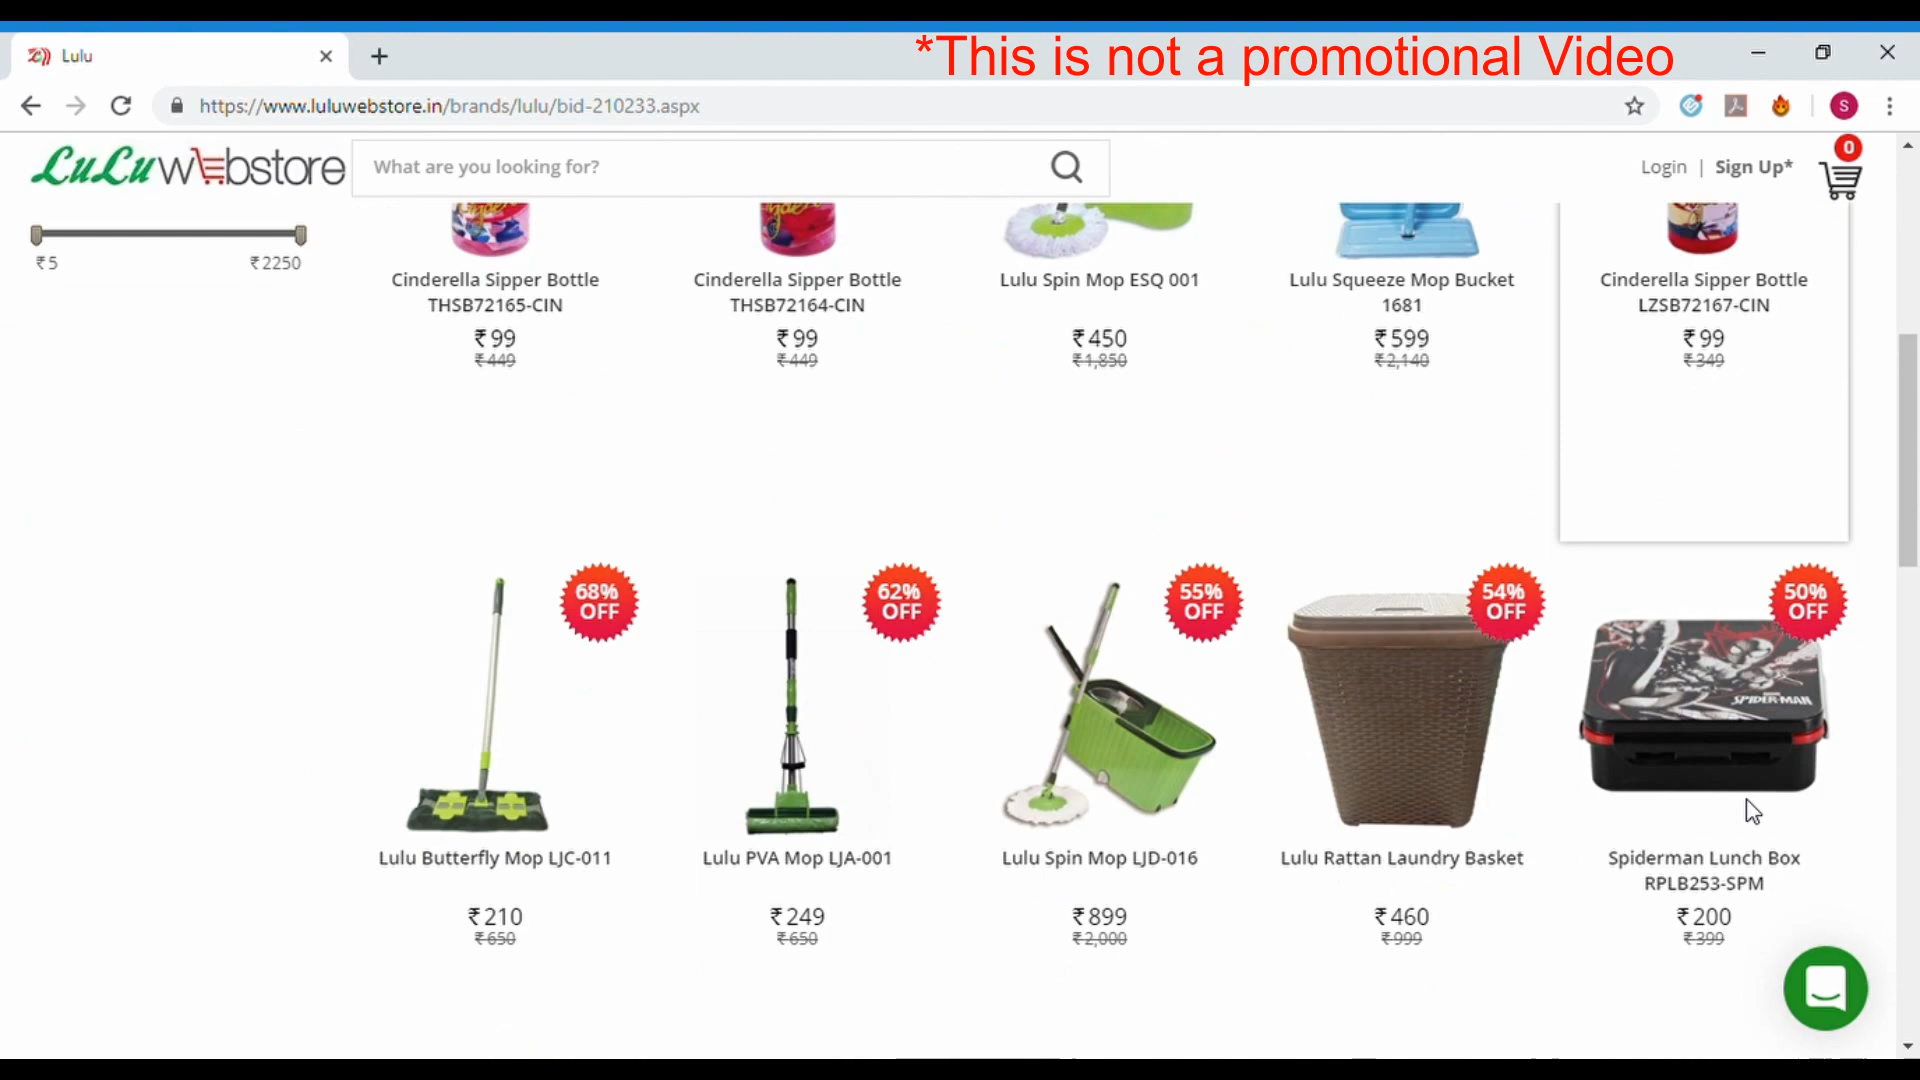 Lulu
*This is not a promotional Video
https://www.luluwebstore.in/brands/lulu/bid-210233.aspx
S
LuLu webstore
What are you looking for?
Login | Sign Up*
0
₹5
₹2250
Cinderella Sipper Bottle
THSB72165-CIN
₹99
₹449
Cinderella Sipper Bottle
THSB72164-CIN
₹99
₹449
Lulu Spin Mop ESQ 001
₹450
₹1,850
Lulu Squeeze Mop Bucket
1681
₹599
₹2,140
Cinderella Sipper Bottle
LZSB72167-CIN
₹99
₹349
68%
OFF
Lulu Butterfly Mop LJC-011
₹210
₹650
62%
OFF
Lulu PVA Mop LJA-001
₹249
₹650
55%
OFF
Lulu Spin Mop LJD-016
₹899
₹2,000
54%
OFF
Lulu Rattan Laundry Basket
₹460
₹999
50%
OFF
SPIDER-MAN
Spiderman Lunch Box
RPLB253-SPM
₹200
₹399